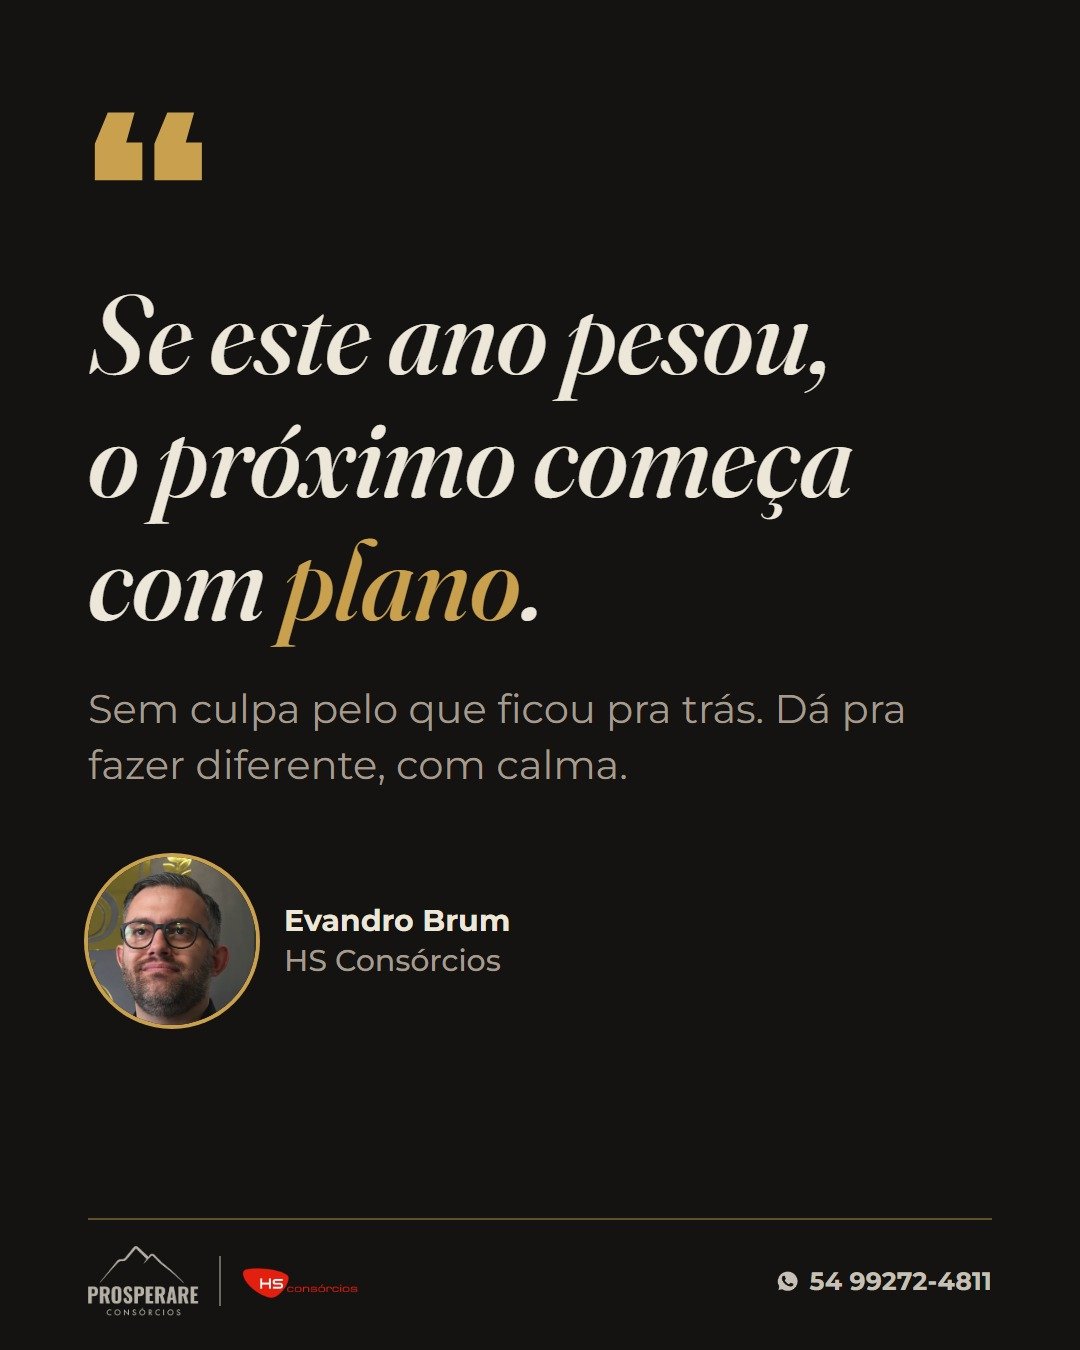 “
Se este ano pesou,
o próximo começa
com plano.
Sem culpa pelo que ficou pra trás. Dá pra
fazer diferente, com calma.
Evandro Brum
HS Consórcios
PROSPERARE
CONSÓRCIOS
HS consórcios
54 99272-4811